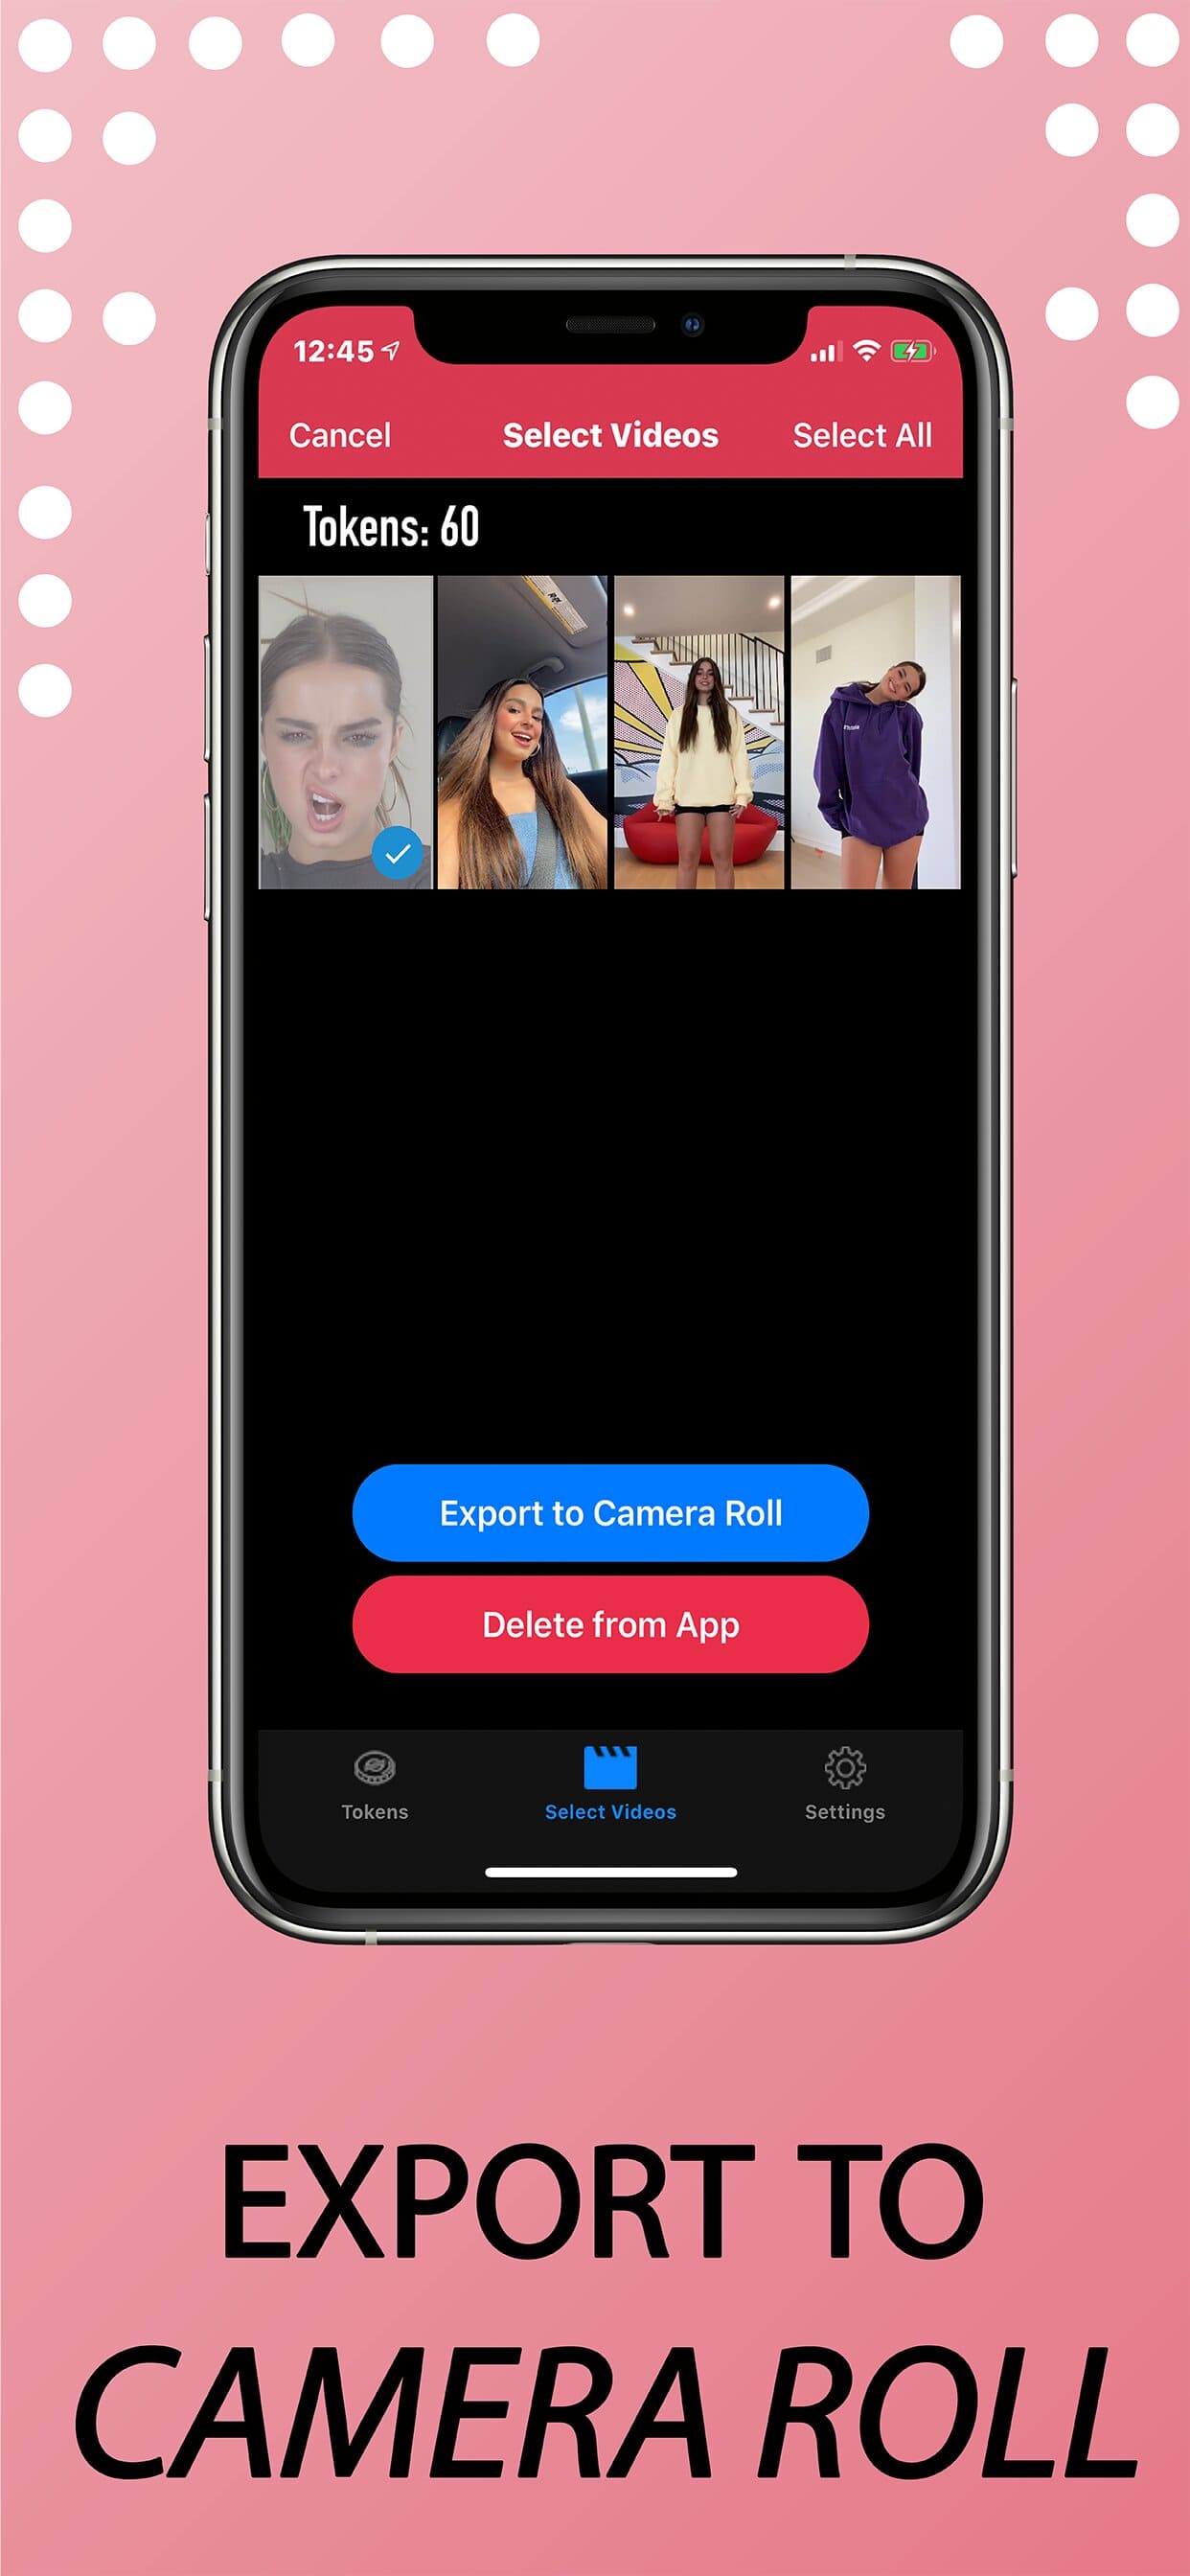 12:45
Cancel Select Videos Select All
Tokens: 60
Export to Camera Roll
Delete from App
Tokens Select Videos Settings
EXPORT TO
CAMERA ROLL